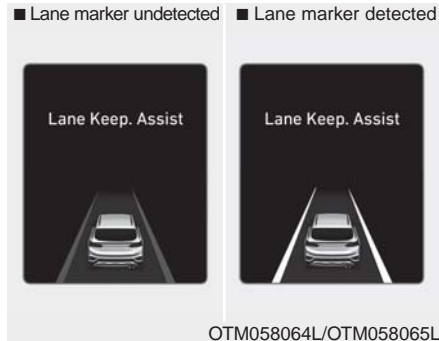 ■ Lane marker undetected
■ Lane marker detected
Lane Keep. Assist
Lane Keep. Assist
OTM058064L/OTM058065L